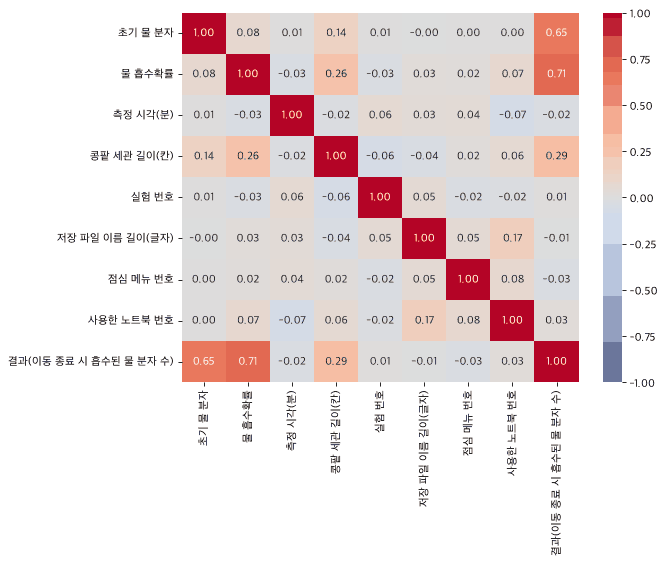 초기 물 분자 1.00 0.08 0.01 0.14 0.01 -0.00 0.00 0.00 0.65
물 흡수확률 0.08 1.00 -0.03 0.26 -0.03 0.03 0.02 0.07 0.71
측정 시각(분) 0.01 -0.03 1.00 -0.02 0.06 0.03 0.04 -0.07 -0.02
콩팥 세관 길이(칸) 0.14 0.26 -0.02 1.00 -0.06 -0.04 0.02 0.06 0.29
실험 번호 0.01 -0.03 0.06 -0.06 1.00 0.05 -0.02 -0.02 0.01
저장 파일 이름 길이(글자) -0.00 0.03 0.03 -0.04 0.05 1.00 0.05 0.17 -0.01
점심 메뉴 번호 0.00 0.02 0.04 0.02 -0.02 0.05 1.00 0.08 -0.03
사용한 노트북 번호 0.00 0.07 -0.07 0.06 -0.02 0.17 0.08 1.00 0.03
결과(이동 종료 시 흡수된 물 분자 수) 0.65 0.71 -0.02 0.29 0.01 -0.01 -0.03 0.03 1.00
초기 물 분자
물 흡수확률
측정 시각(분)
콩팥 세관 길이(칸)
실험 번호
저장 파일 이름 길이(글자)
점심 메뉴 번호
사용한 노트북 번호
결과(이동 종료 시 흡수된 물 분자 수)
1.00
0.75
0.50
0.25
0.00
-0.25
-0.50
-0.75
-1.00